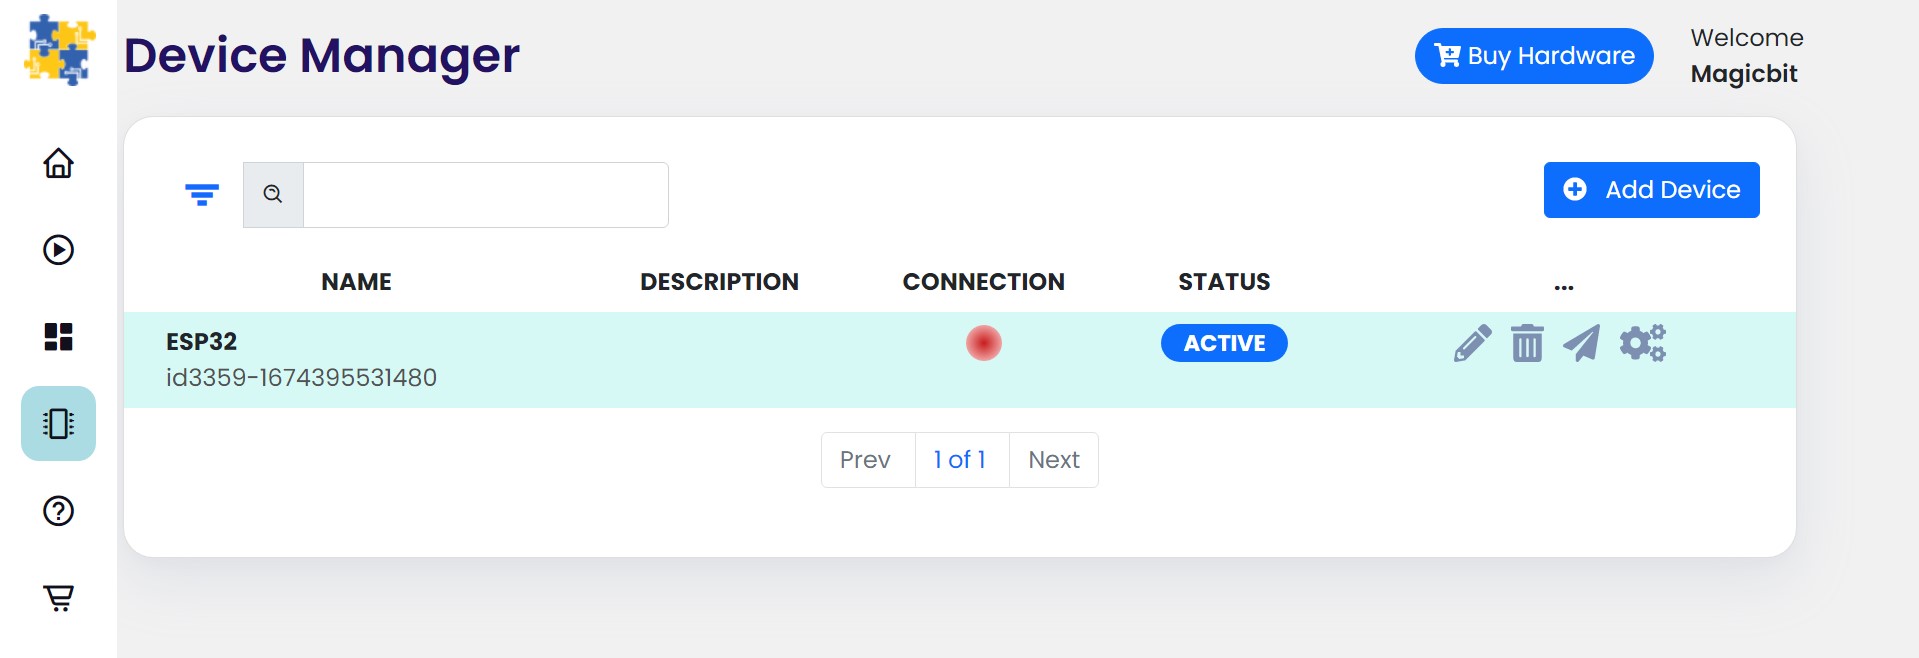 Device Manager
Buy Hardware
Welcome
Magicbit
Add Device
NAME DESCRIPTION CONNECTION STATUS ...
ESP32 ACTIVE
id3359-1674395531480
Prev 1 of 1 Next